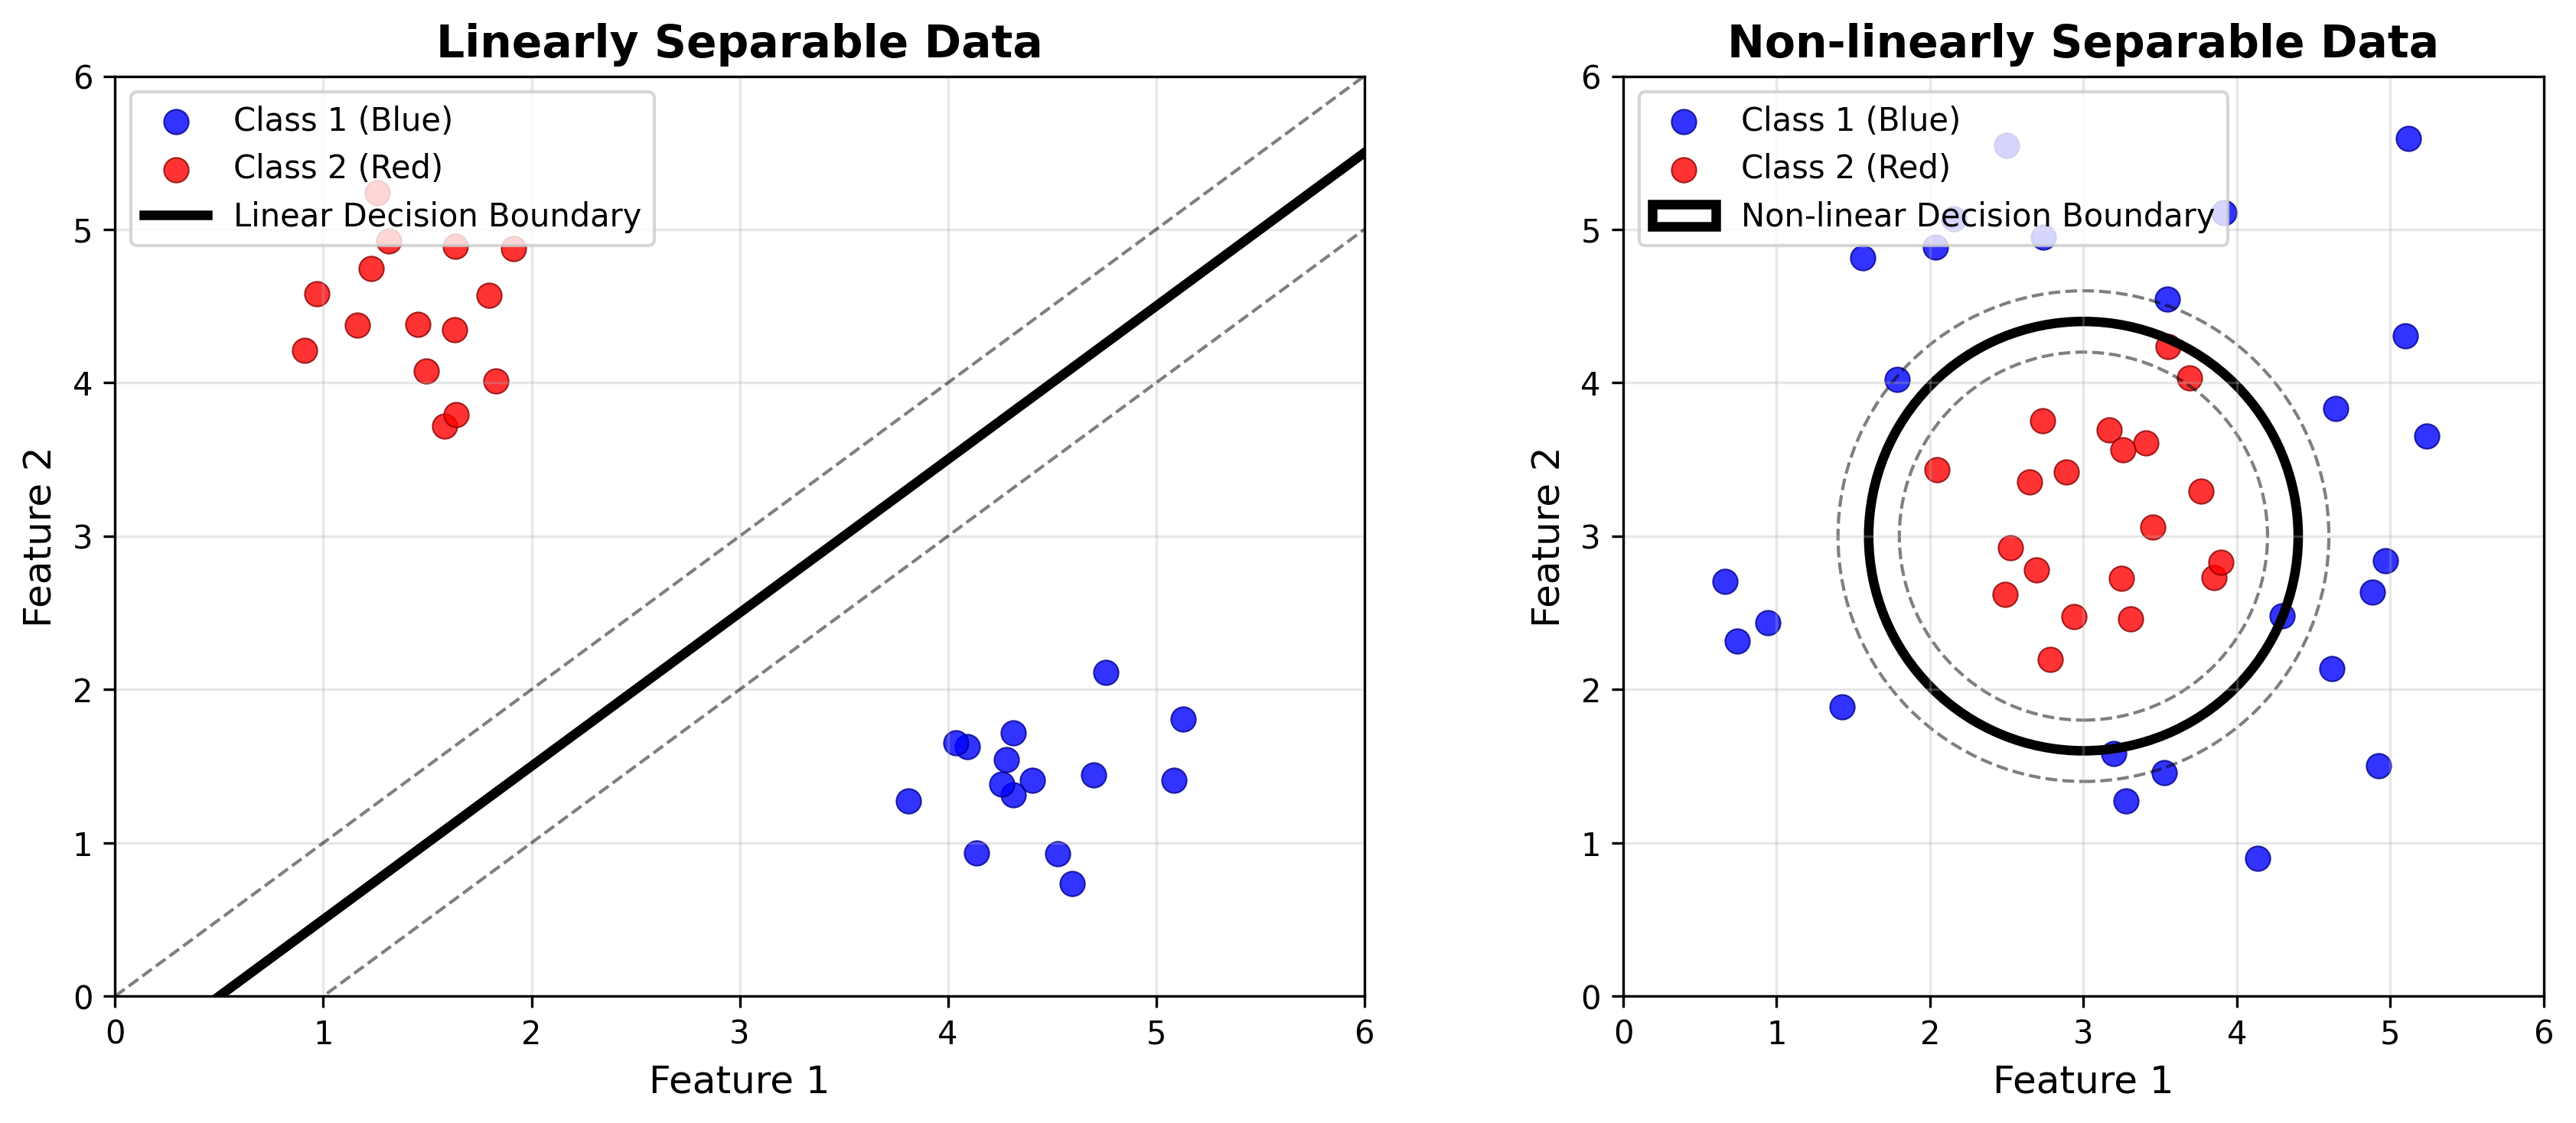 Linearly Separable Data
6
5
4
3
2
1
0
Feature 2
Class 1 (Blue)
Class 2 (Red)
Linear Decision Boundary
0 1 2 3 4 5 6
Feature 1
Non-linearly Separable Data
6
5
4
3
2
1
0
Feature 2
Class 1 (Blue)
Class 2 (Red)
Non-linear Decision Boundary
0 1 2 3 4 5 6
Feature 1